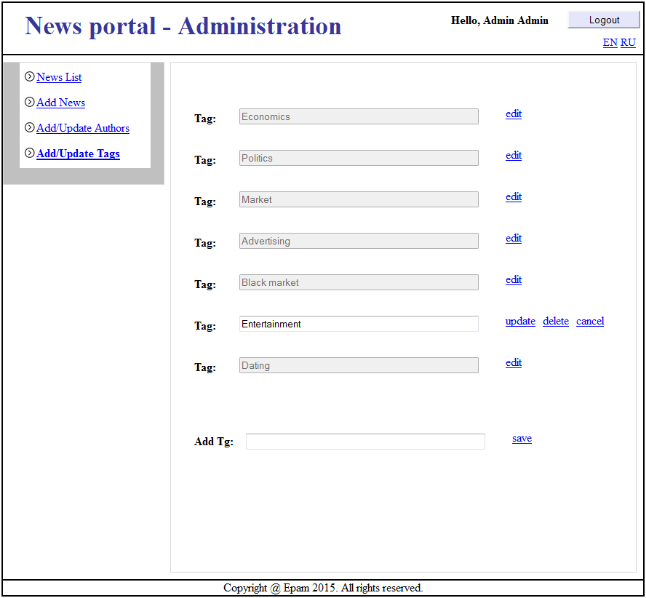 News portal - Administration
Hello, Admin Admin
Logout
EN RU
News List
Add News
Add/Update Authors
Add/Update Tags
Tag: Economics edit
Tag: Politics edit
Tag: Market edit
Tag: Advertising edit
Tag: Black market edit
Tag: Entertainment update delete cancel
Tag: Dating edit
Add Tg: save
Copyright @ Epam 2015. All rights reserved.